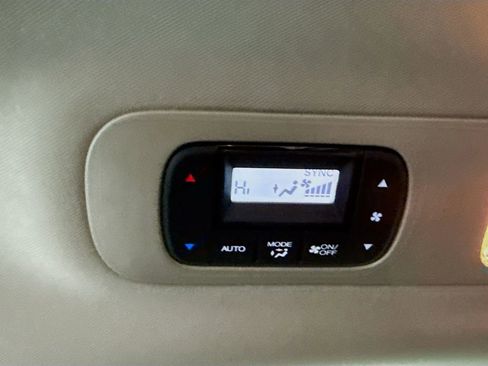 SYNC
Hi
AUTO
MODE
ON/
OFF